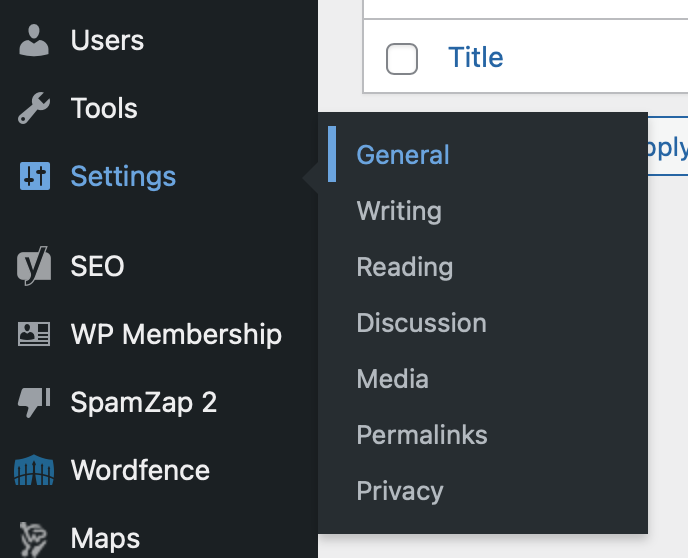 Users
Tools
Settings
SEO
WP Membership
SpamZap 2
Wordfence
Maps
Title
General
Writing
Reading
Discussion
Media
Permalinks
Privacy